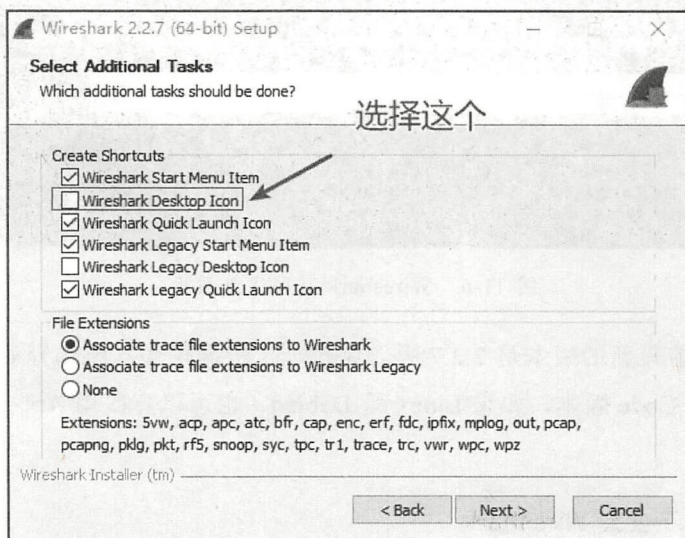 Wireshark 2.2.7 (64-bit) Setup
Select Additional Tasks
Which additional tasks should be done?
选择这个
Create Shortcuts
Wireshark Start Menu Item
Wireshark Desktop Icon
Wireshark Quick Launch Icon
Wireshark Legacy Start Menu Item
Wireshark Legacy Desktop Icon
Wireshark Legacy Quick Launch Icon
File Extensions
Associate trace file extensions to Wireshark
Associate trace file extensions to Wireshark Legacy
None
Extensions: 5vw, acp, apc, atc, bfr, cap, enc, erf, fdc, ipfix, mplog, out, pcap,
pcapng, pklg, pkt, rf5, snoop, syc, tpc, tr1, trace, trc, vwr, wpc, wpz
Wireshark Installer (tm)
< Back Next > Cancel